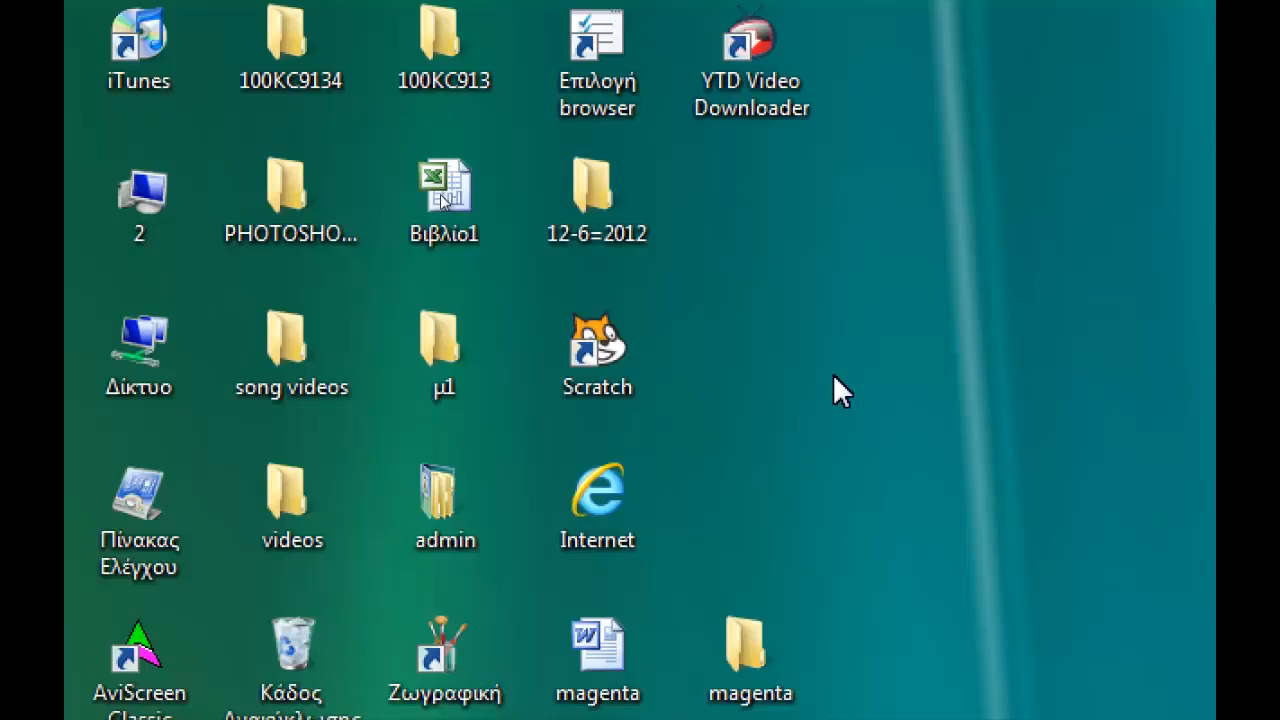 iTunes
100KC9134
100KC913
Επιλογή
browser
YTD Video
Downloader
2
PHOTOSHO...
Βιβλίο1
12-6=2012
Δίκτυο
song videos
μ1
Scratch
Πίνακας
Ελέγχου
videos
admin
Internet
AviScreen
Classic
Κάδος
Ανακύκλωσης
Ζωγραφική
magenta
magenta